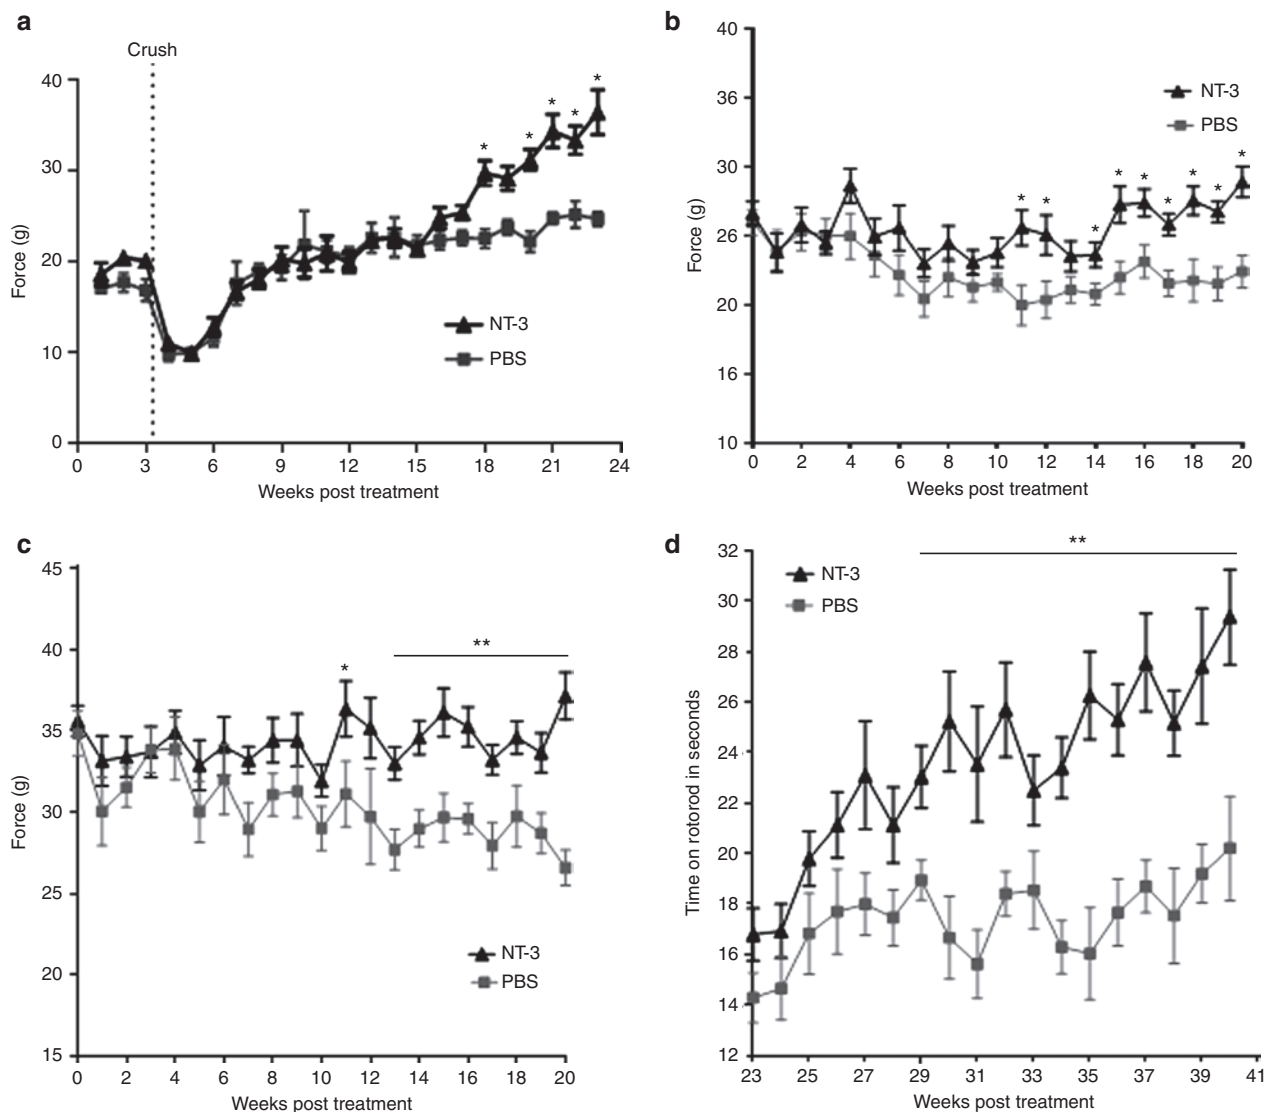 a
Crush
40
30
20
10
0
Force (g)
* * * * *
NT-3
PBS
0 3 6 9 12 15 18 21 24
Weeks post treatment
b
40
36
30
26
20
16
10
Force (g)
NT-3
PBS
* * * * * * * * *
0 2 4 6 8 10 12 14 16 18 20
Weeks post treatment
c
45
40
35
30
25
20
15
Force (g)
*
**
NT-3
PBS
0 2 4 6 8 10 12 14 16 18 20
Weeks post treatment
d
**
32
30
28
26
24
22
20
18
16
14
12
Time on rotorod in seconds
NT-3
PBS
23 25 27 29 31 33 35 37 39 41
Weeks post treatment